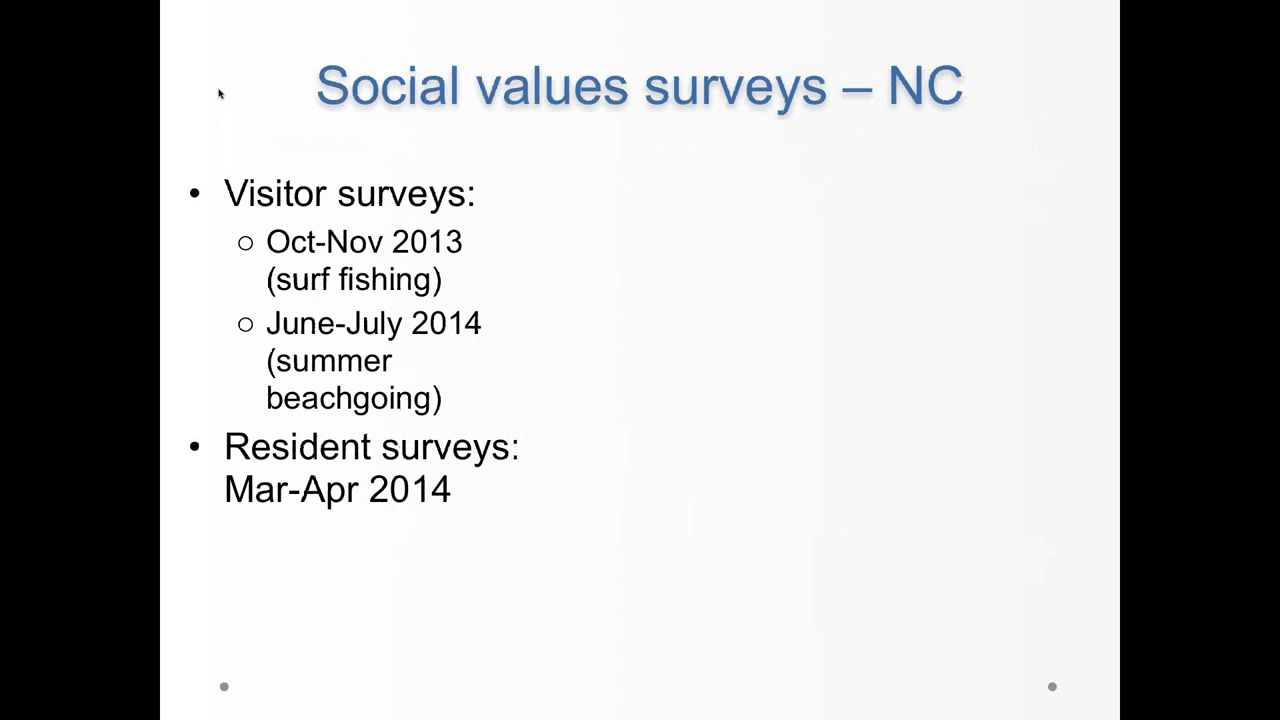 Social values surveys – NC
• Visitor surveys:
○ Oct-Nov 2013
(surf fishing)
○ June-July 2014
(summer
beachgoing)
• Resident surveys:
Mar-Apr 2014